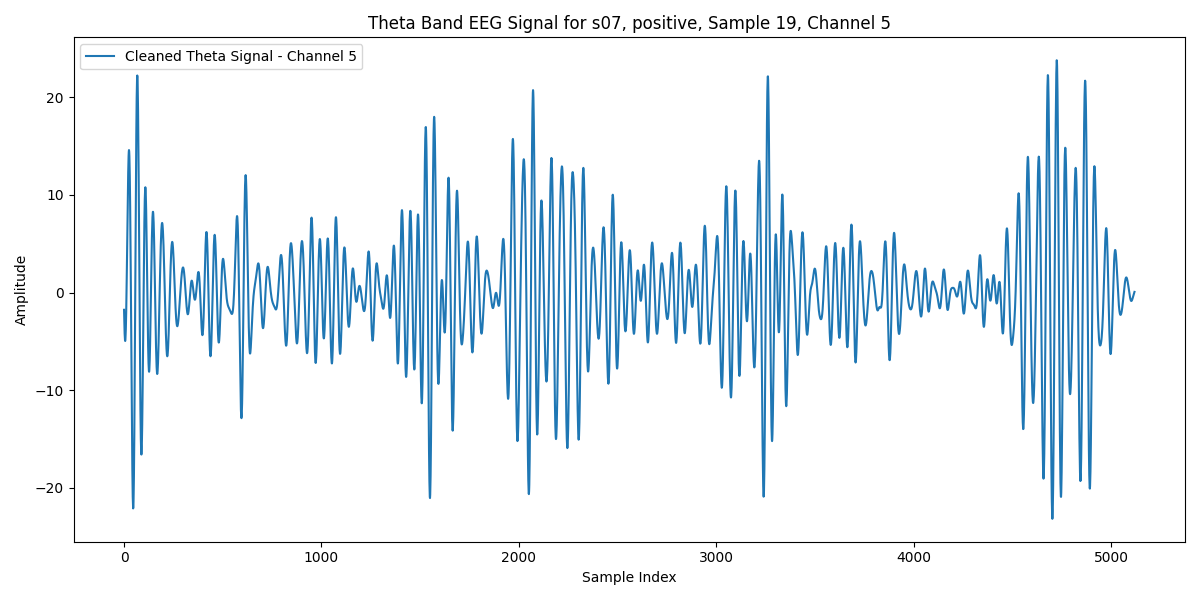 Theta Band EEG Signal for s07, positive, Sample 19, Channel 5
Cleaned Theta Signal - Channel 5
20
10
0
−10
−20
Amplitude
0 1000 2000 3000 4000 5000
Sample Index